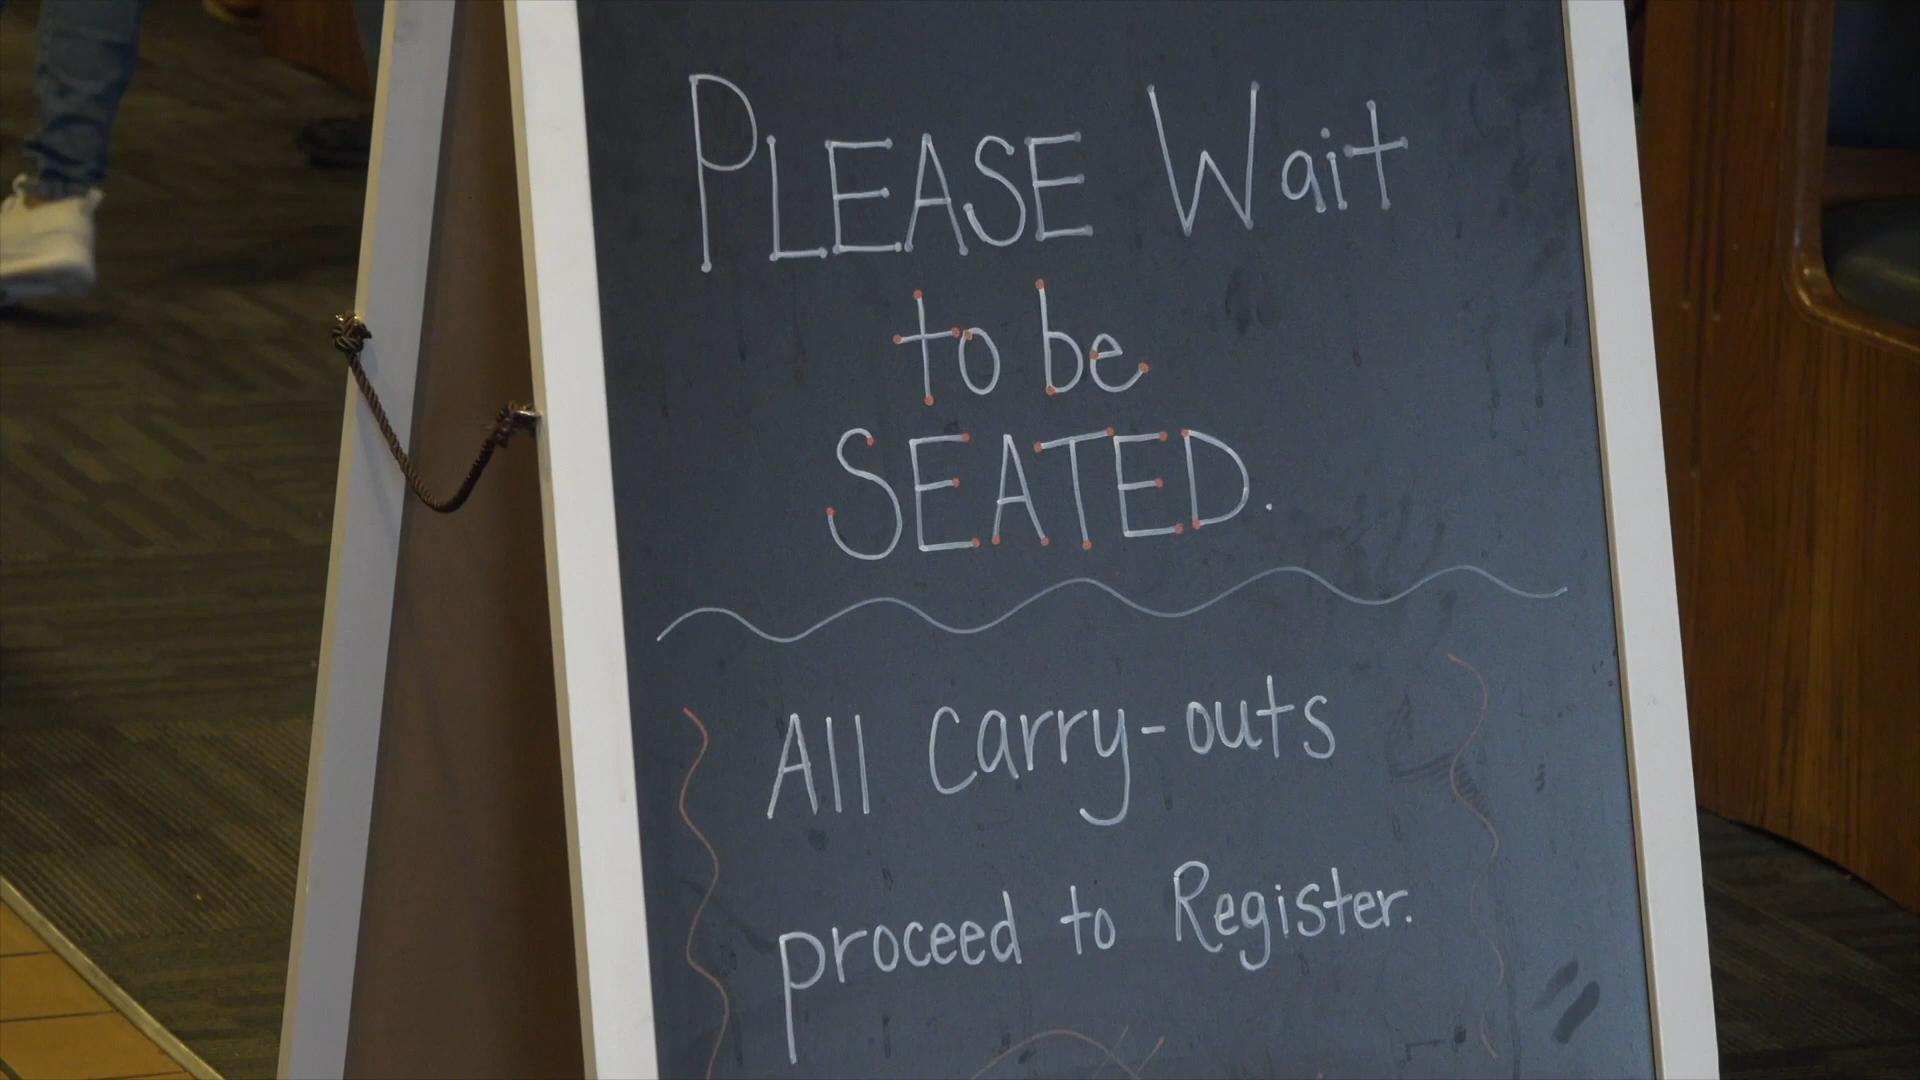 PLEASE Wait
to be
SEATED.
All Carry-outs
proceed to Register.